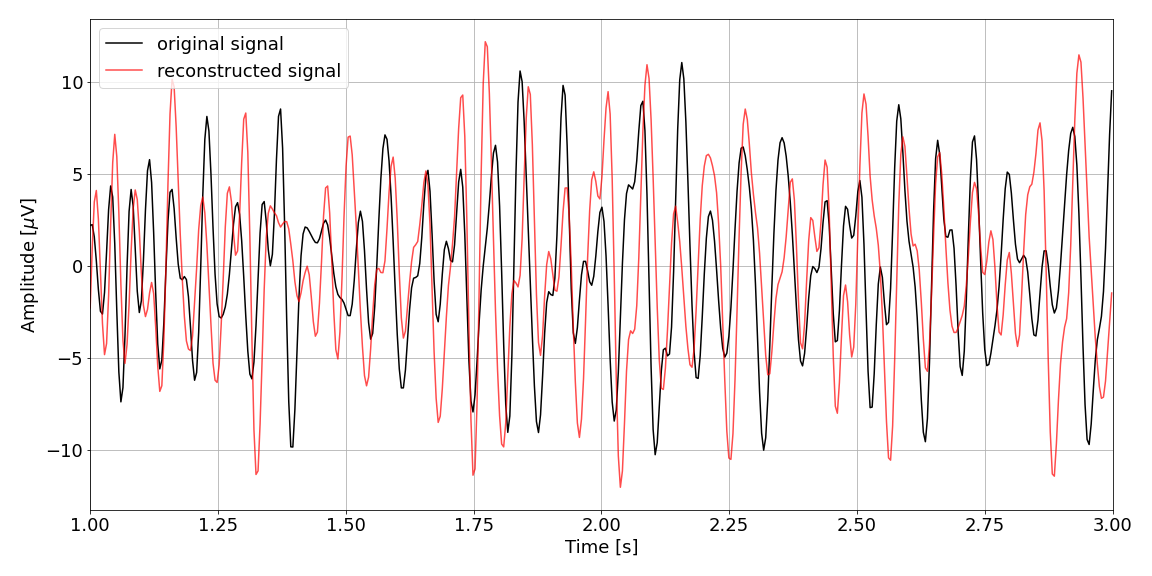 original signal
reconstructed signal
Amplitude [μV]
10
5
0
−5
−10
1.00 1.25 1.50 1.75 2.00 2.25 2.50 2.75 3.00
Time [s]